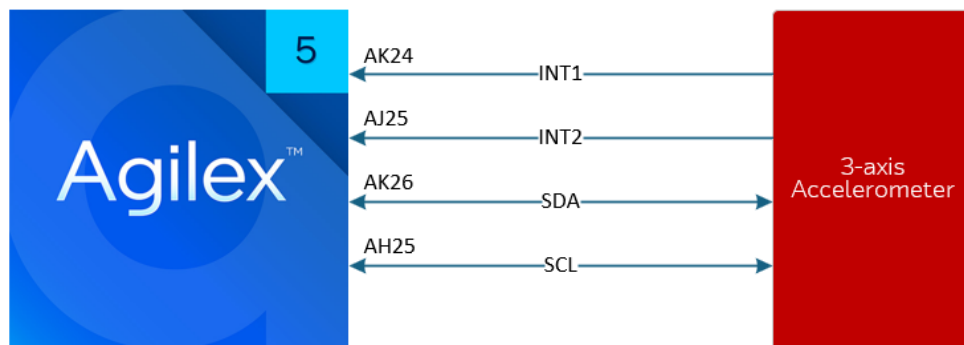 5
Agilex™
AK24
INT1
AJ25
INT2
AK26
SDA
AH25
SCL
3-axis
Accelerometer